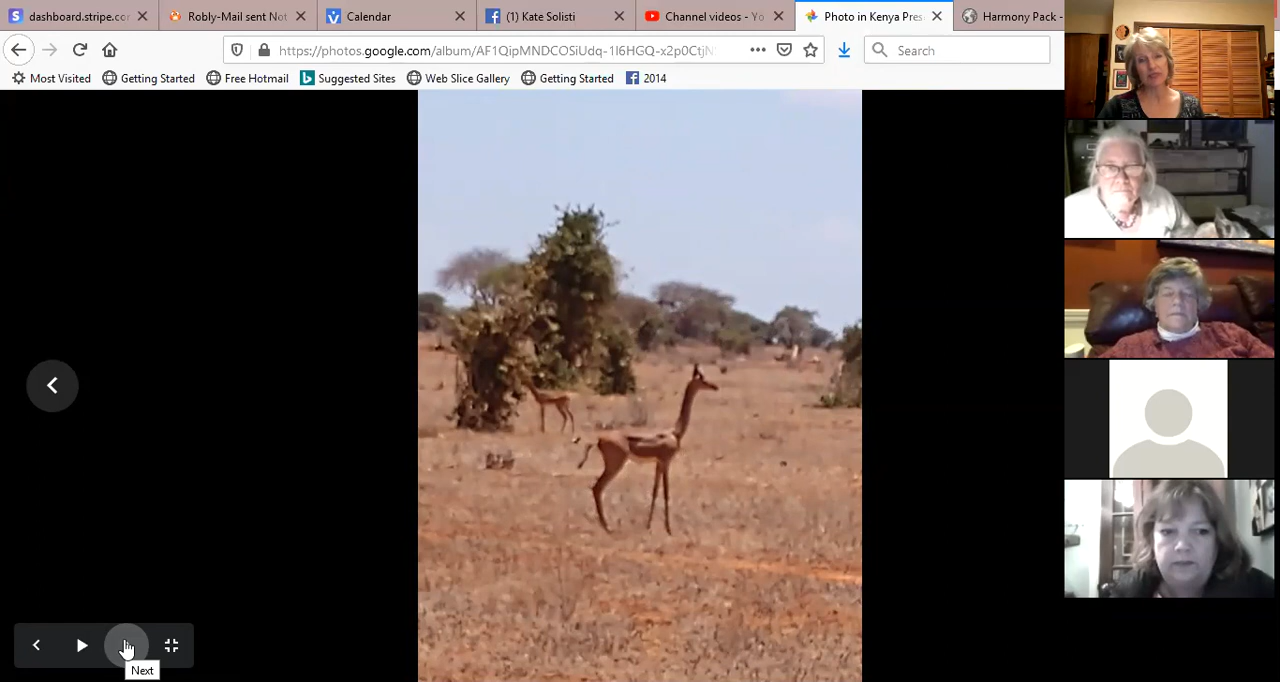 dashboard.stripe.co
Robly-Mail sent Not
Calendar
(1) Kate Solisti
Channel videos - Yo
Photo in Kenya Pres
Harmony Pack -
https://photos.google.com/album/AF1QipMNDCOSiUdq-1I6HGQ-x2p0CtjN
Search
Most Visited
Getting Started
Free Hotmail
Suggested Sites
Web Slice Gallery
Getting Started
2014
Next